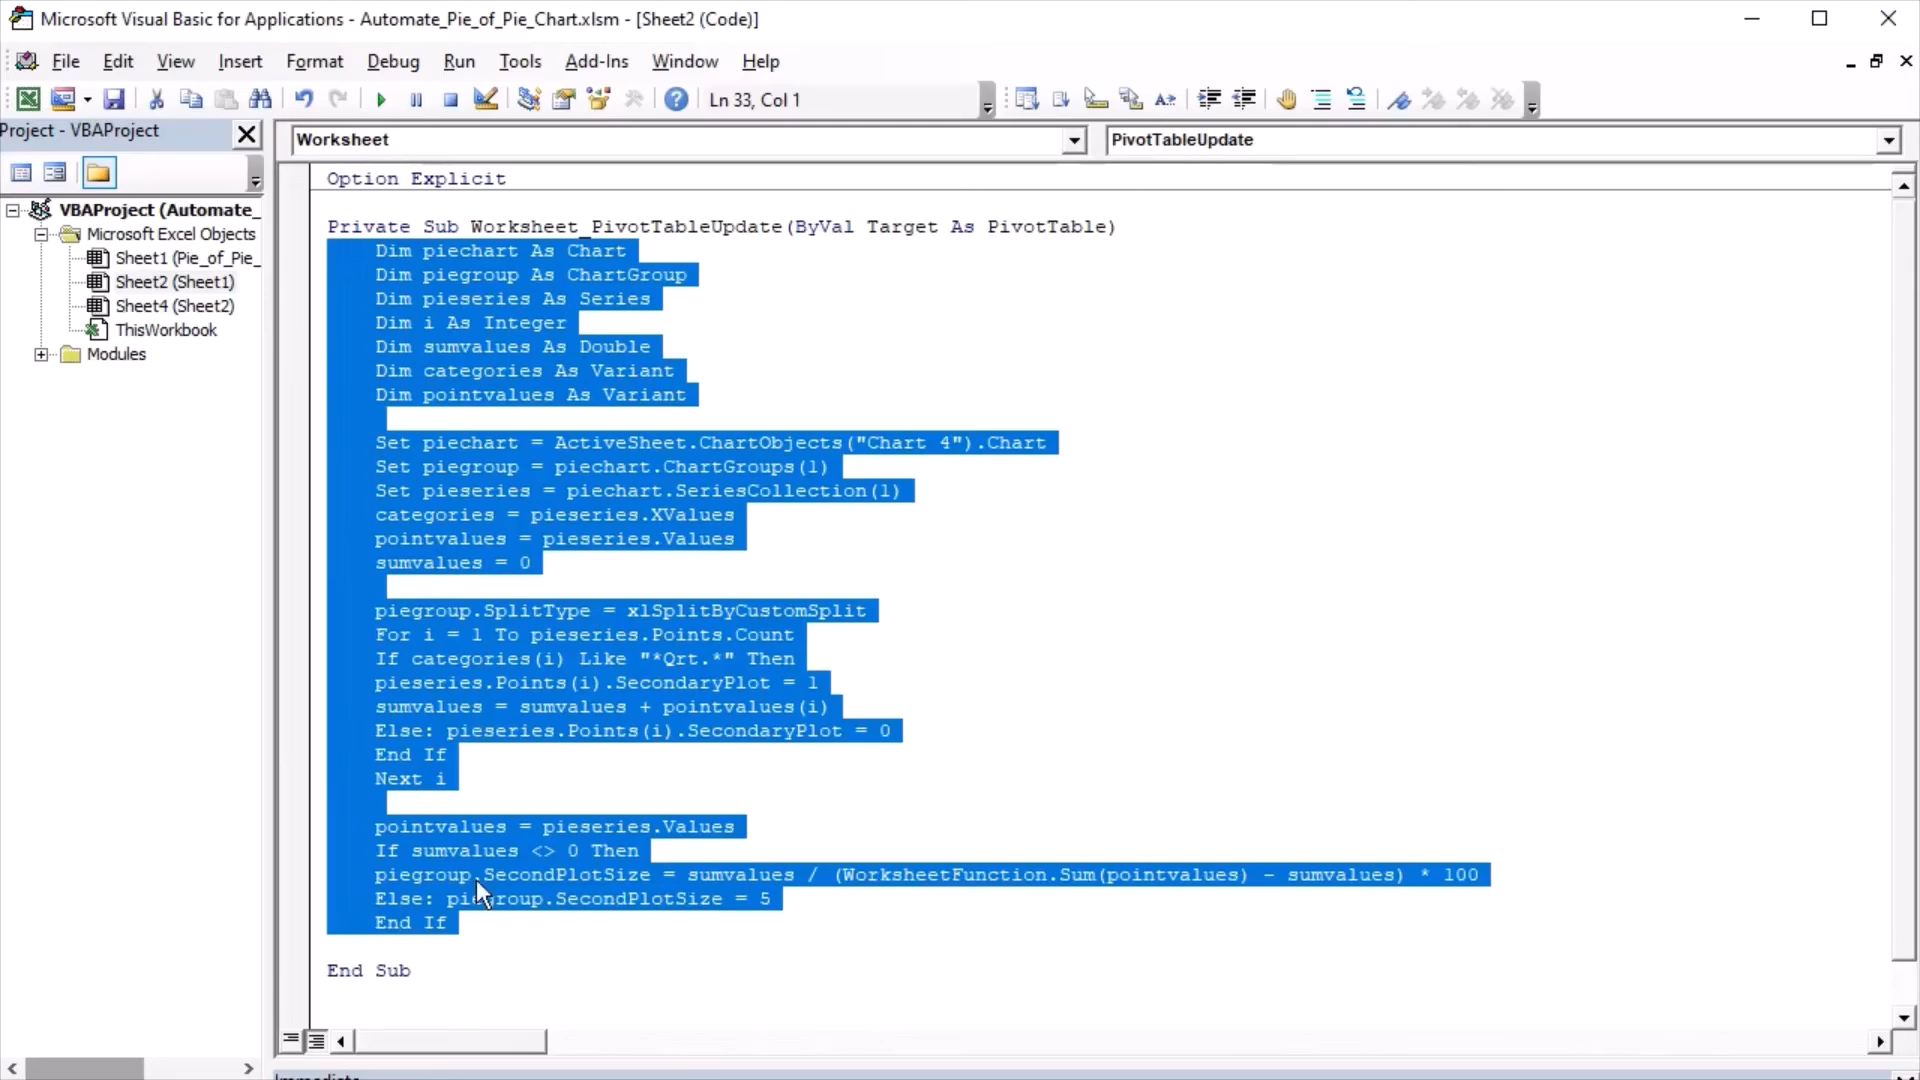 Microsoft Visual Basic for Applications - Automate_Pie_of_Pie_Chart.xlsm - [Sheet2 (Code)]
File Edit View Insert Format Debug Run Tools Add-Ins Window Help
Ln 33, Col 1
Project - VBAProject
Worksheet
PivotTableUpdate
VBAProject (Automate_
Microsoft Excel Objects
Sheet1 (Pie_of_Pie_
Sheet2 (Sheet1)
Sheet4 (Sheet2)
ThisWorkbook
Modules
Option Explicit
Private Sub Worksheet_PivotTableUpdate(ByVal Target As PivotTable)
Dim piechart As Chart
Dim piegroup As ChartGroup
Dim pieseries As Series
Dim i As Integer
Dim sumvalues As Double
Dim categories As Variant
Dim pointvalues As Variant
Set piechart = ActiveSheet.ChartObjects("Chart 4").Chart
Set piegroup = piechart.ChartGroups(1)
Set pieseries = piechart.SeriesCollection(1)
categories = pieseries.XValues
pointvalues = pieseries.Values
sumvalues = 0
piegroup.SplitType = xlSplitByCustomSplit
For i = 1 To pieseries.Points.Count
If categories(i) Like "*Qrt.*" Then
pieseries.Points(i).SecondaryPlot = 1
sumvalues = sumvalues + pointvalues(i)
Else: pieseries.Points(i).SecondaryPlot = 0
End If
Next i
pointvalues = pieseries.Values
If sumvalues <> 0 Then
piegroup.SecondPlotSize = sumvalues / (WorksheetFunction.Sum(pointvalues) - sumvalues) * 100
Else: piegroup.SecondPlotSize = 5
End If
End Sub
Immediate